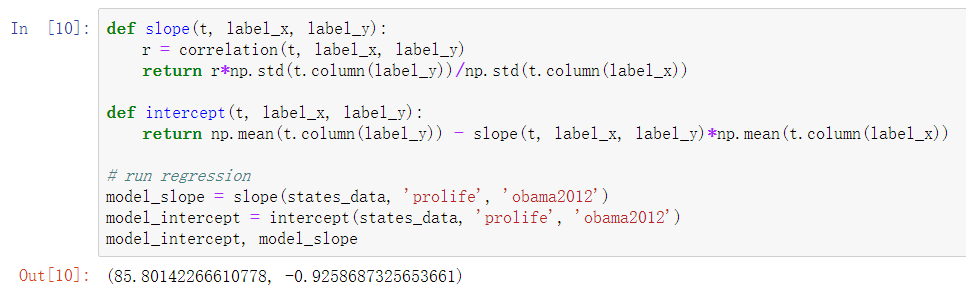 In [10]: def slope(t, label_x, label_y):
    r = correlation(t, label_x, label_y)
    return r*np.std(t.column(label_y))/np.std(t.column(label_x))

def intercept(t, label_x, label_y):
    return np.mean(t.column(label_y)) - slope(t, label_x, label_y)*np.mean(t.column(label_x))

# run regression
model_slope = slope(states_data, 'prolife', 'obama2012')
model_intercept = intercept(states_data, 'prolife', 'obama2012')
model_intercept, model_slope
Out[10]: (85.80142266610778, -0.9258687325653661)